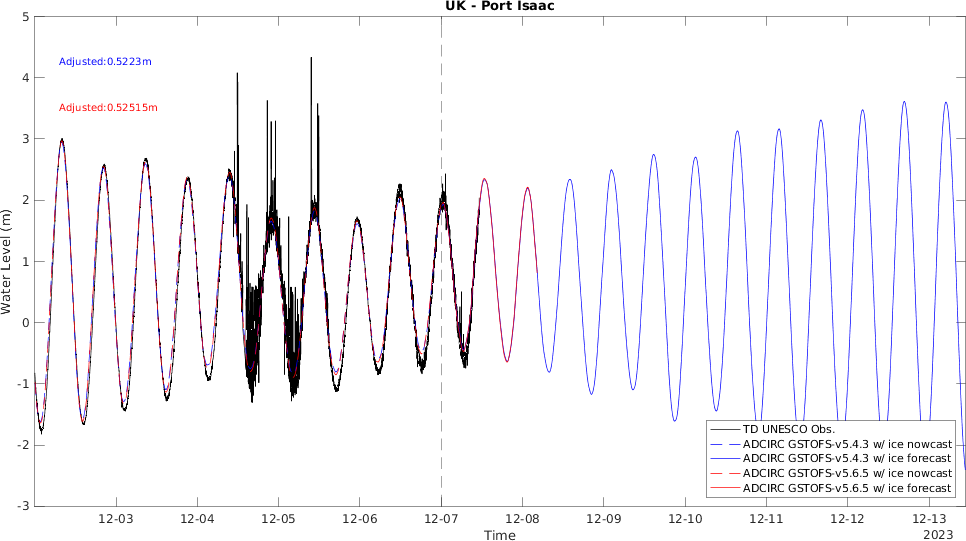 UK - Port Isaac
5
4
3
2
1
0
-1
-2
-3
Water Level (m)
Adjusted:0.5223m
Adjusted:0.52515m
TD UNESCO Obs.
ADCIRC GSTOFS-v5.4.3 w/ ice nowcast
ADCIRC GSTOFS-v5.4.3 w/ ice forecast
ADCIRC GSTOFS-v5.6.5 w/ ice nowcast
ADCIRC GSTOFS-v5.6.5 w/ ice forecast
12-03 12-04 12-05 12-06 12-07 12-08 12-09 12-10 12-11 12-12 12-13
Time
2023